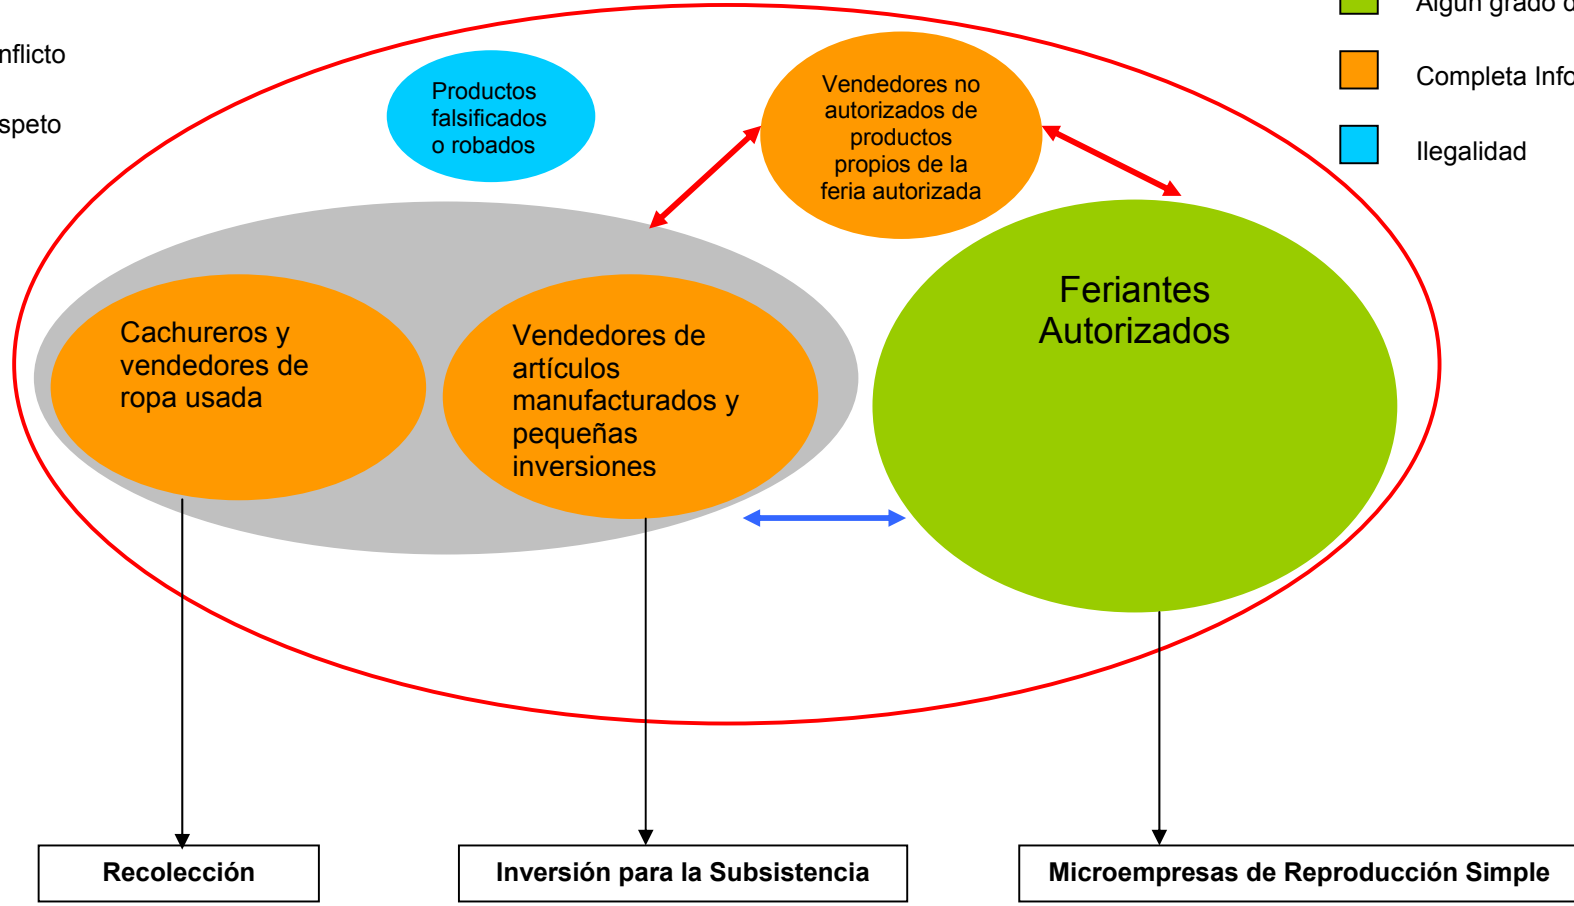 Algún grado d
nflicto
Completa Info
speto
Ilegalidad
Productos
falsificados
o robados
Vendedores no
autorizados de
productos
propios de la
feria autorizada
Feriantes
Autorizados
Cachureros y
vendedores de
ropa usada
Vendedores de
artículos
manufacturados y
pequeñas
inversiones
Recolección
Inversión para la Subsistencia
Microempresas de Reproducción Simple